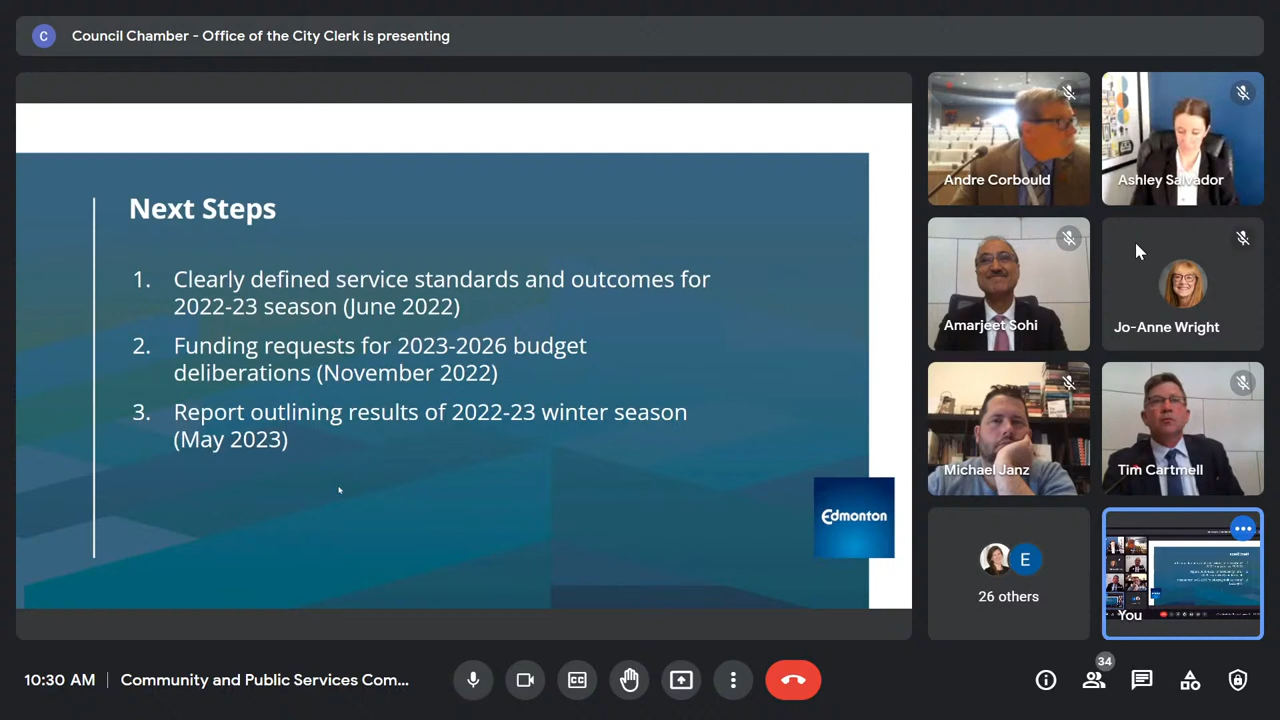 C
Council Chamber - Office of the City Clerk is presenting
Next Steps
1. Clearly defined service standards and outcomes for
2022-23 season (June 2022)
2. Funding requests for 2023-2026 budget
deliberations (November 2022)
3. Report outlining results of 2022-23 winter season
(May 2023)
Edmonton
Andre Corbould
Ashley Salvador
Amarjeet Sohi
Jo-Anne Wright
Michael Janz
Tim Cartmell
E
26 others
You
10:30 AM
Community and Public Services Com...
CC
34